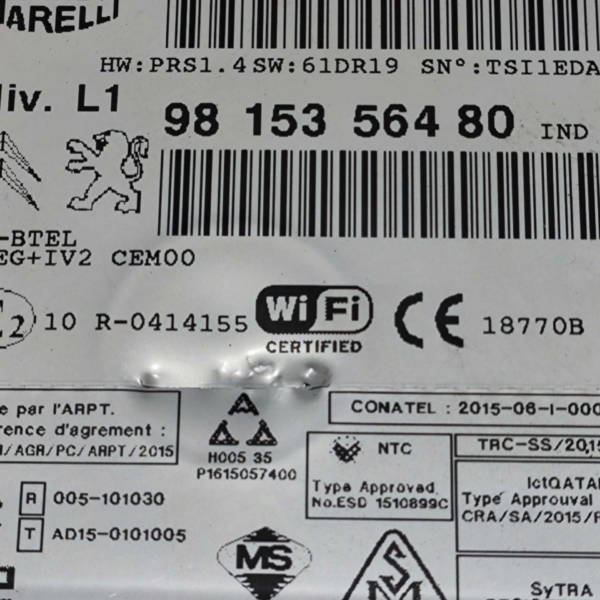 ARELLI
HW:PRS1.4 SW:61DR19 SN°:TSI1EDA
liv. L1
98 153 564 80 IND
-BTEL
EG+IV2 CEM00
E2 10 R-0414155 WiFi CERTIFIED CE 18770B
e par l'ARPT.
rence d'agrement :
/AGR/PC/ARPT/2015
H005 35
P1615057400
CONATEL : 2015-06-I-000
NTC
Type Approved
No.ESD 1510899C
TRC-SS/20,15
IctQATAR
Type Approval
CRA/SA/2015/R
R 005-101030
T AD15-0101005
MS
S
M
SyTRA